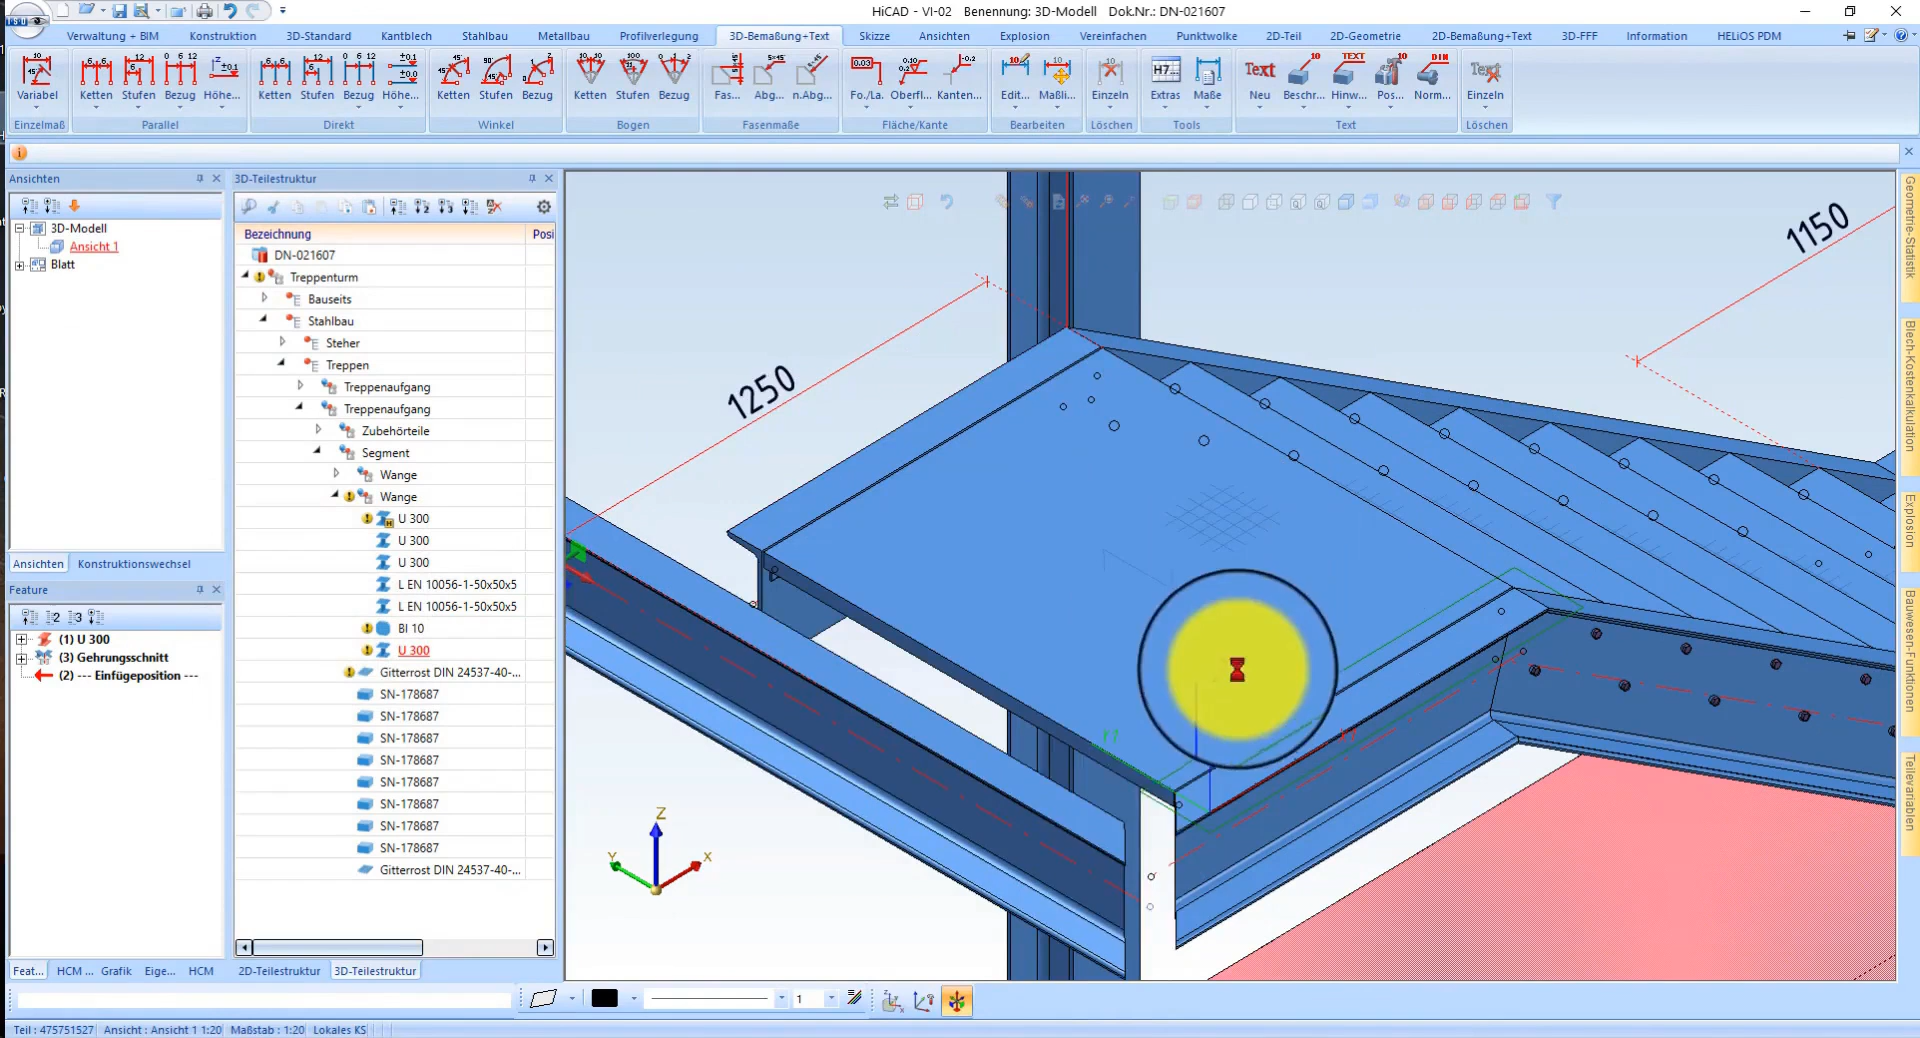 HiCAD - VI-02 Benennung: 3D-Modell Dok.Nr.: DN-021607
ISD
Verwaltung + BIM Konstruktion 3D-Standard Kantblech Stahlbau Metallbau Profilverlegung 3D-Bemaßung+Text Skizze Ansichten Explosion Vereinfachen Punktwolke 2D-Teil 2D-Geometrie 2D-Bemaßung+Text 3D-FFF Information HELiOS PDM
Variabel Ketten Stufen Bezug Höhe... Ketten Stufen Bezug Höhe... Ketten Stufen Bezug Ketten Stufen Bezug Fas... Abg... n.Abg... Fo./La. Oberfl... Kanten... Edit... Maßli... Einzeln Extras Maße Neu Beschr... Hinw... Pos... Norm... Einzeln
Einzelmaß Parallel Direkt Winkel Bogen Fasenmaße Fläche/Kante Bearbeiten Löschen Tools Text Löschen
Ansichten
3D-Modell
Ansicht 1
Blatt
Ansichten Konstruktionswechsel
Feature
(1) U 300
(3) Gehrungsschnitt
(2) --- Einfügeposition ---
Feat... HCM ... Grafik Eige... HCM
3D-Teilestruktur
Bezeichnung Posi
DN-021607
Treppenturm
Bauseits
Stahlbau
Steher
Treppen
Treppenaufgang
Treppenaufgang
Zubehörteile
Segment
Wange
Wange
U 300
U 300
U 300
L EN 10056-1-50x50x5
L EN 10056-1-50x50x5
Bl 10
U 300
Gitterrost DIN 24537-40-...
SN-178687
SN-178687
SN-178687
SN-178687
SN-178687
SN-178687
SN-178687
SN-178687
Gitterrost DIN 24537-40-...
2D-Teilestruktur 3D-Teilestruktur
1250
1150
Z
Y
X
Geometrie-Statistik
Blech-Kostenkalkulation
Explosion
Bauwesen-Funktionen
Teilevariablen
1
Teil : 475751527 Ansicht : Ansicht 1 1:20 Maßstab : 1:20 Lokales KS